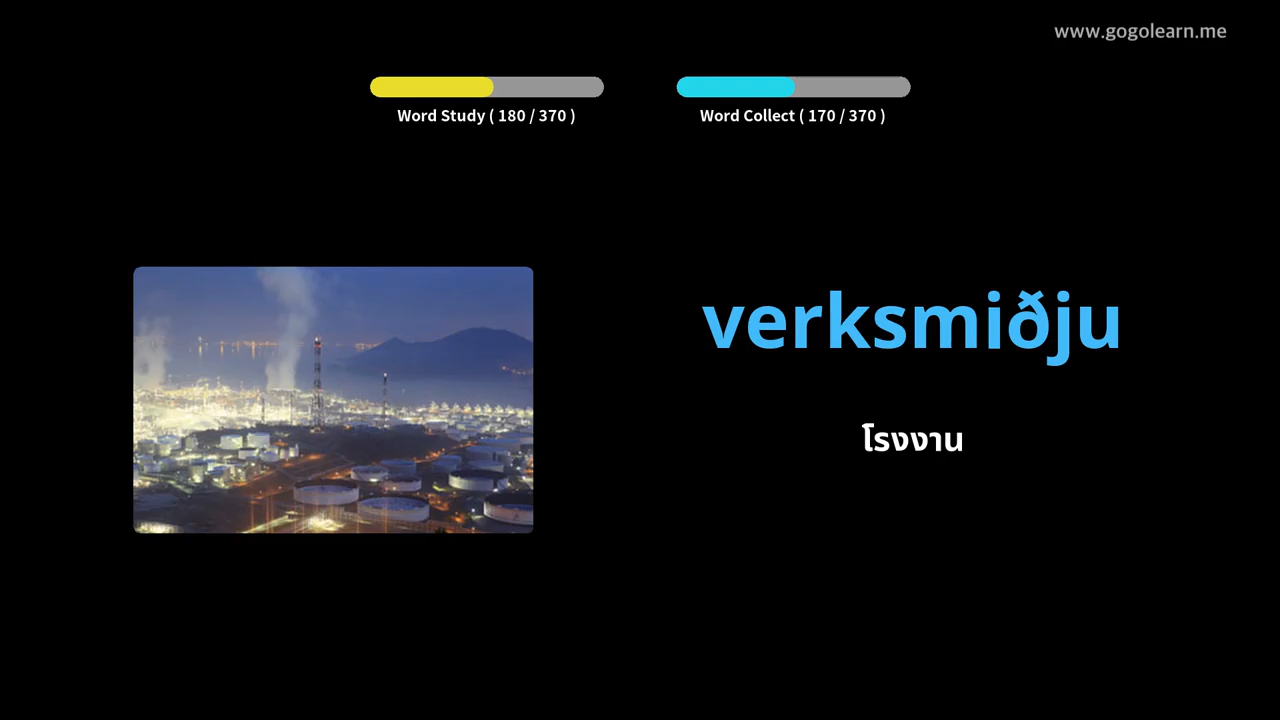 www.gogolearn.me
Word Study ( 180 / 370 )
Word Collect ( 170 / 370 )
verksmiðju
โรงงาน